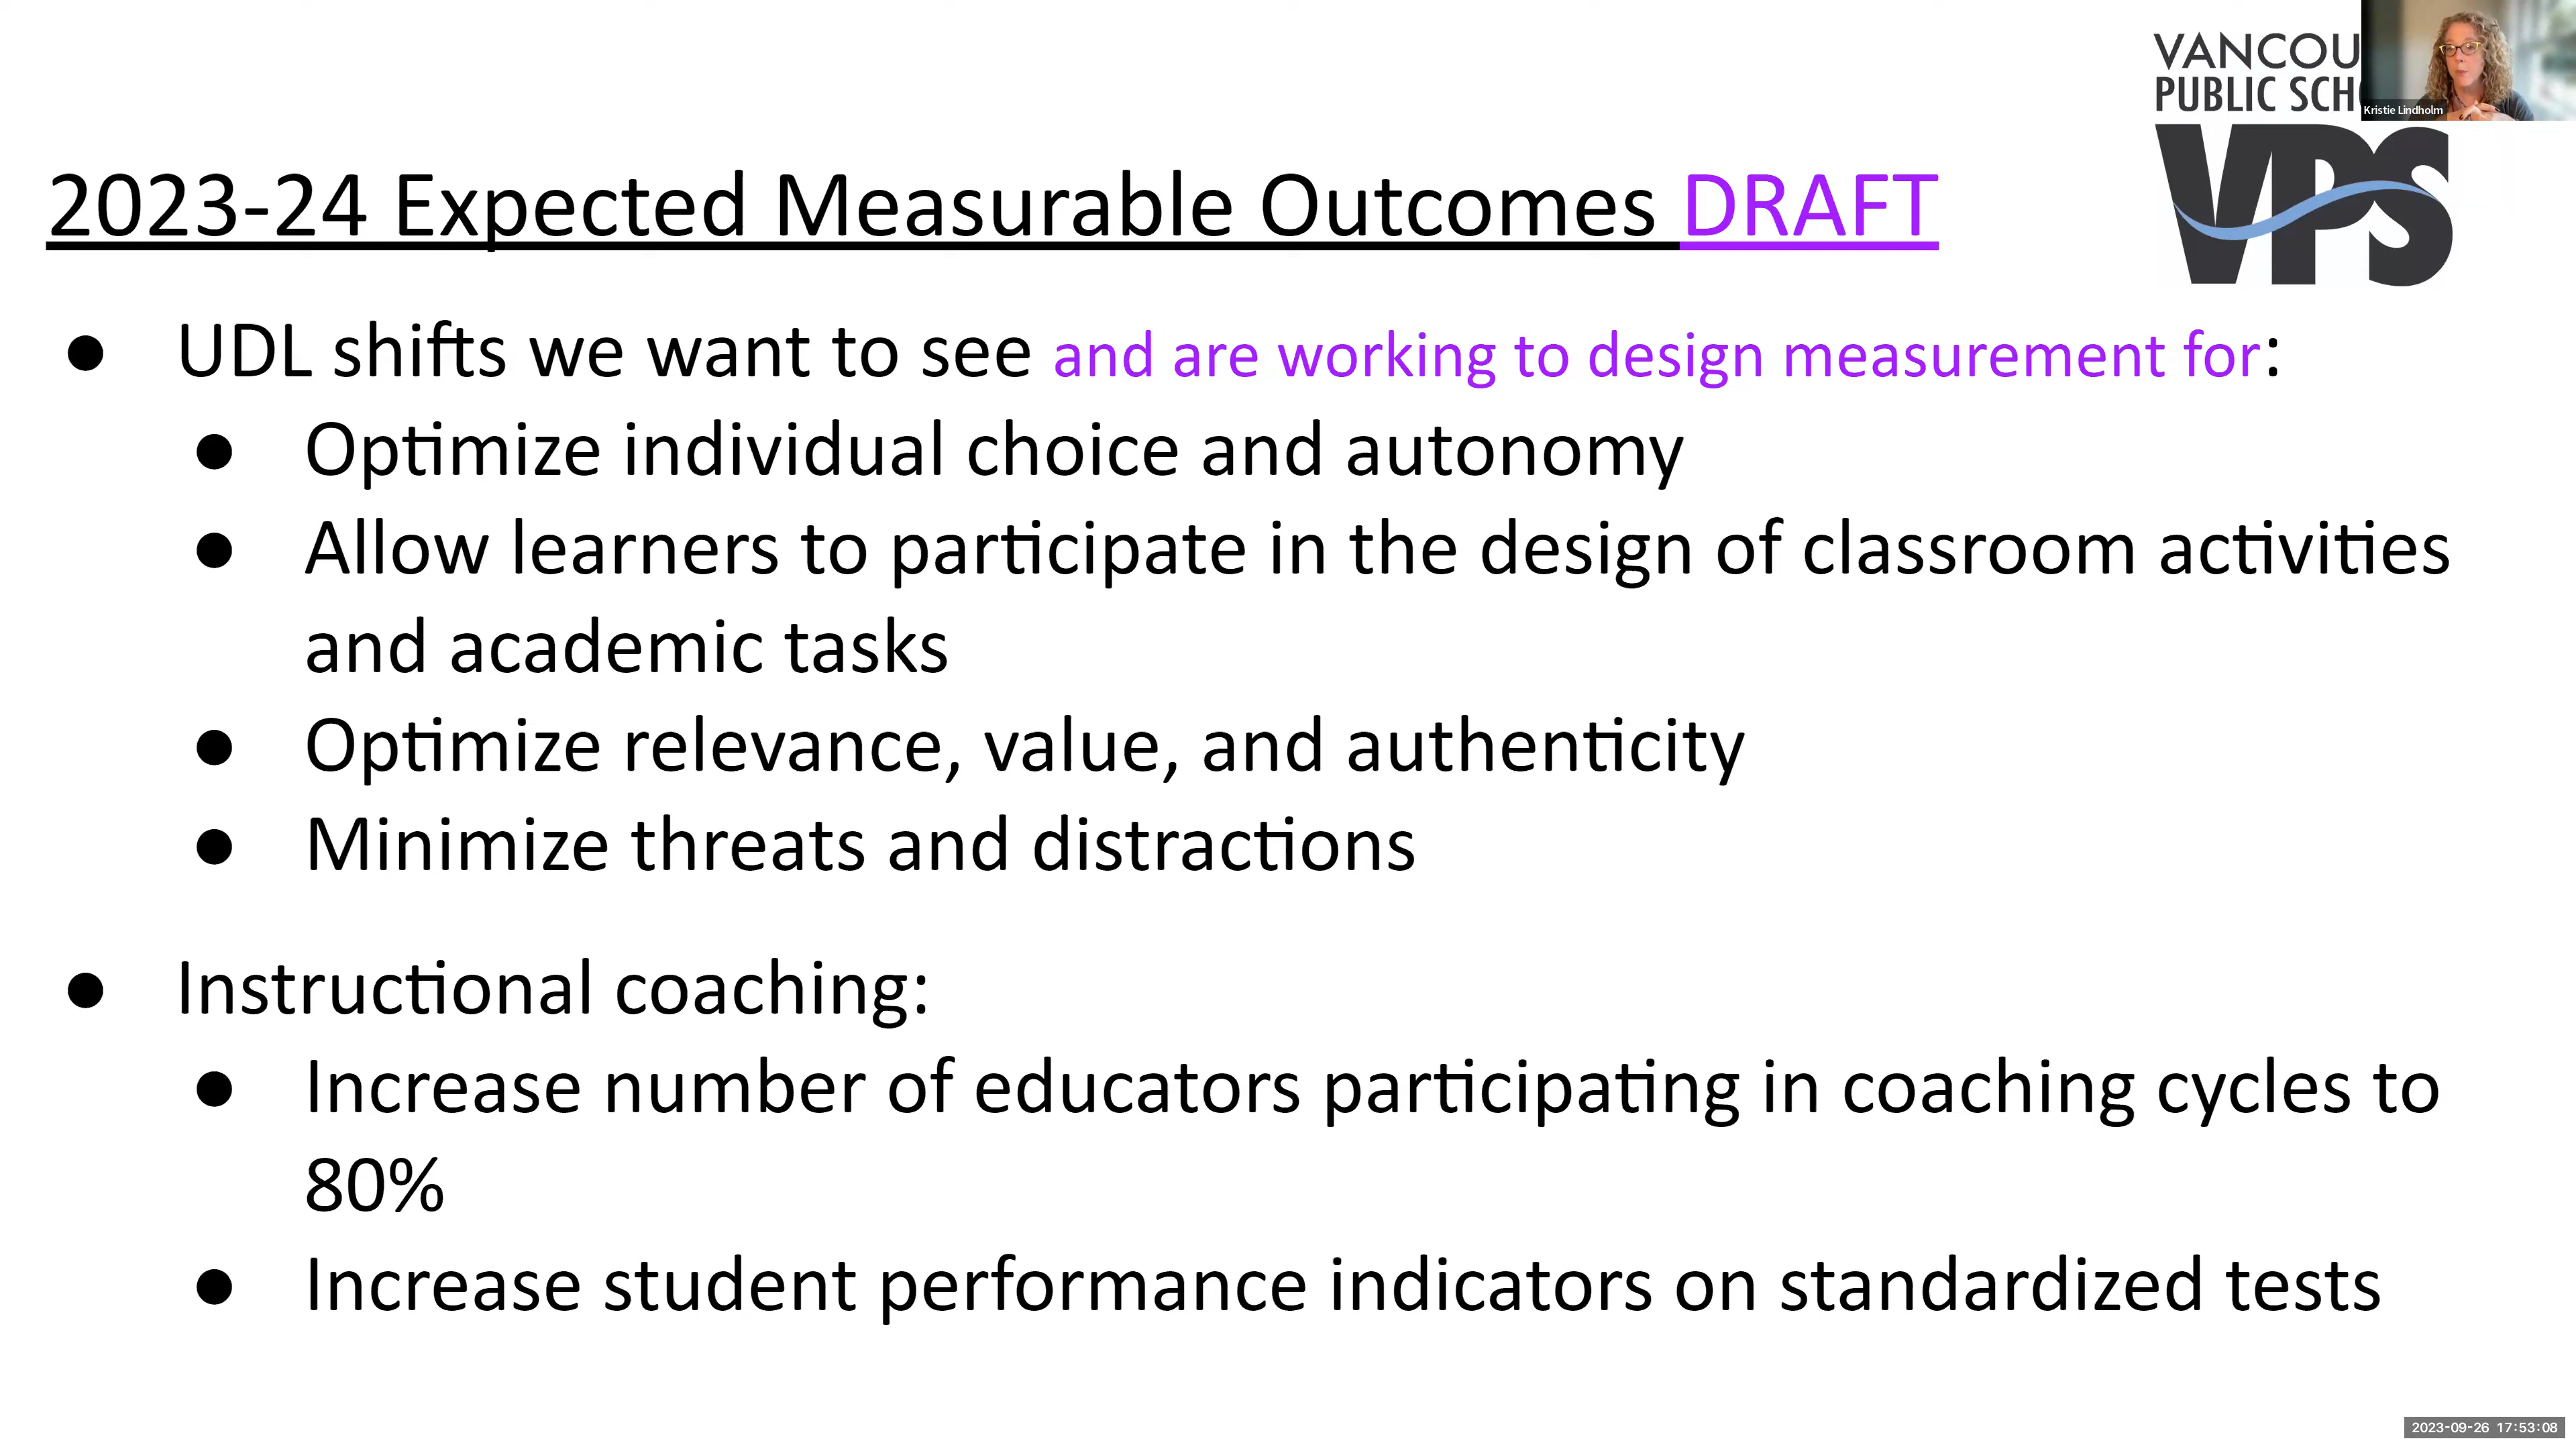 VANCOU
PUBLIC SCH
Kristie Lindholm
VPS
2023-24 Expected Measurable Outcomes DRAFT
● UDL shifts we want to see and are working to design measurement for:
● Optimize individual choice and autonomy
● Allow learners to participate in the design of classroom activities
and academic tasks
● Optimize relevance, value, and authenticity
● Minimize threats and distractions
● Instructional coaching:
● Increase number of educators participating in coaching cycles to
80%
● Increase student performance indicators on standardized tests
2023-09-26 17:53:08